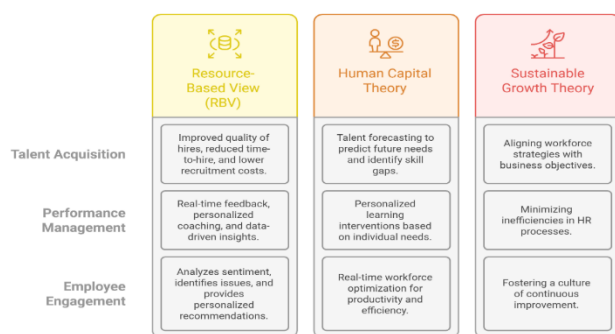 Resource-
Based View
(RBV)
Human Capital
Theory
Sustainable
Growth Theory
Talent Acquisition
Improved quality of
hires, reduced time-
to-hire, and lower
recruitment costs.
Talent forecasting to
predict future needs
and identify skill
gaps.
Aligning workforce
strategies with
business objectives.
Performance
Management
Real-time feedback,
personalized
coaching, and data-
driven insights.
Personalized
learning
interventions based
on individual needs.
Minimizing
inefficiencies in HR
processes.
Employee
Engagement
Analyzes sentiment,
identifies issues, and
provides
personalized
recommendations.
Real-time workforce
optimization for
productivity and
efficiency.
Fostering a culture
of continuous
improvement.